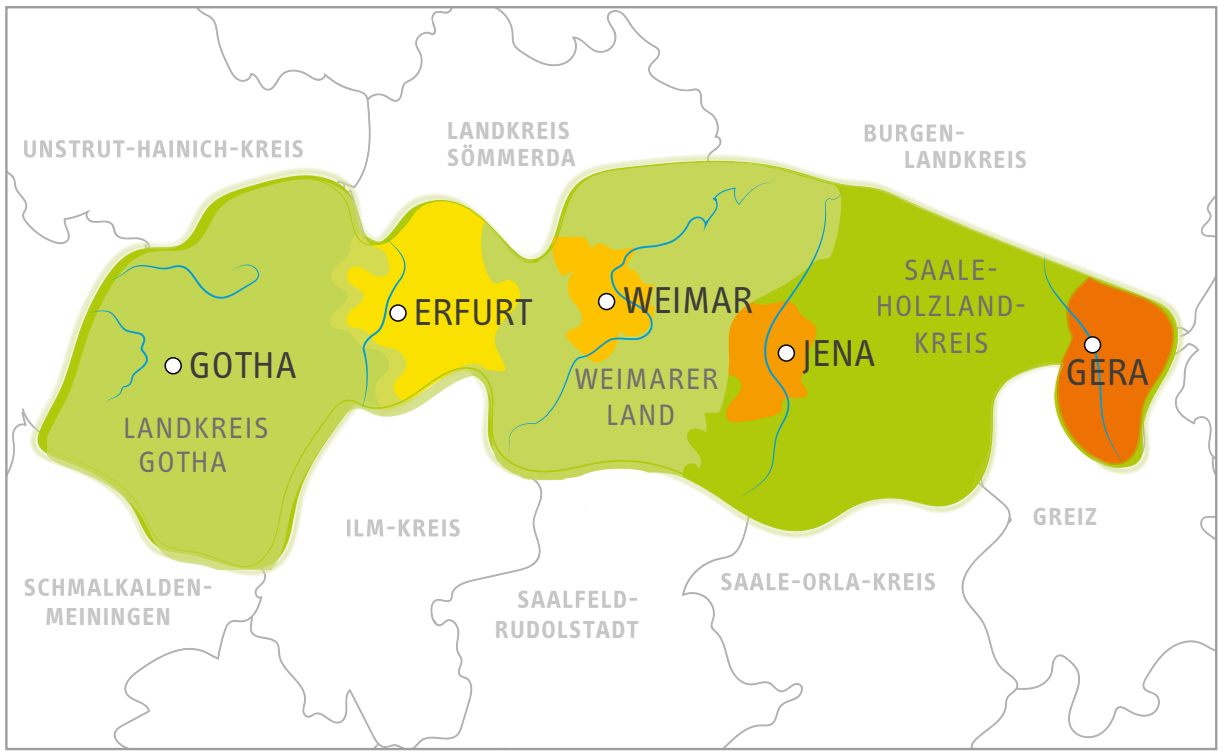 LANDKREIS
SÖMMERDA
BURGEN-
LANDKREIS
UNSTRUT-HAINICH-KREIS
SAALE-
HOLZLAND-
KREIS
WEIMAR
ERFURT
JENA
GOTHA
GERA
WEIMARER
LAND
LANDKREIS
GOTHA
ILM-KREIS
GREIZ
SCHMALKALDEN-
MEININGEN
SAALFELD-
RUDOLSTADT
SAALE-ORLA-KREIS